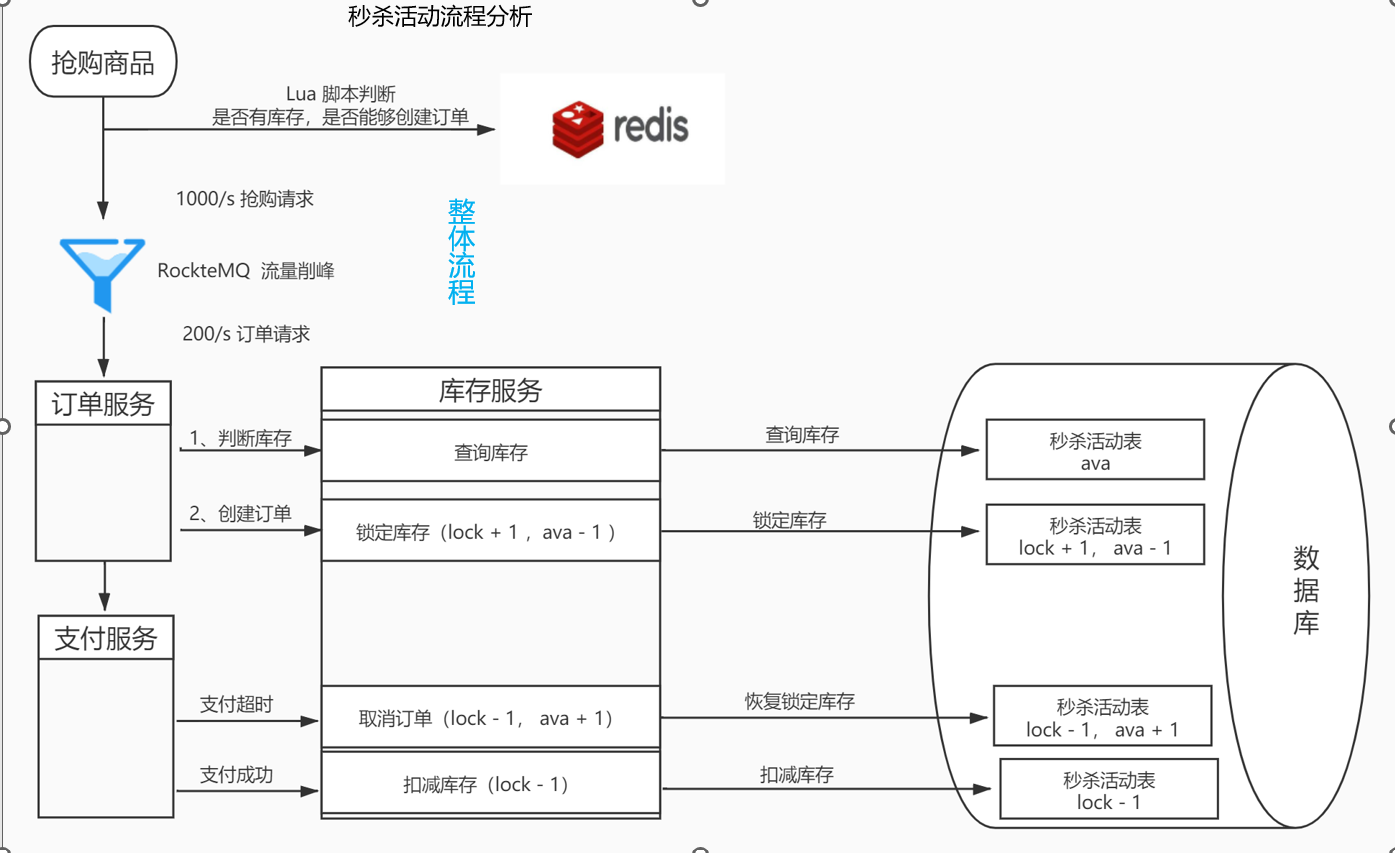 秒杀活动流程分析
抢购商品
Lua 脚本判断
是否有库存，是否能够创建订单
redis
1000/s 抢购请求
整体流程
RockteMQ 流量削峰
200/s 订单请求
订单服务
库存服务
1、判断库存
查询库存
查询库存
秒杀活动表
ava
2、创建订单
锁定库存（lock + 1 ，ava - 1 ）
锁定库存
秒杀活动表
lock + 1， ava - 1
数据库
支付服务
支付超时
取消订单（lock - 1， ava + 1）
恢复锁定库存
秒杀活动表
lock - 1， ava + 1
支付成功
扣减库存（lock - 1）
扣减库存
秒杀活动表
lock - 1